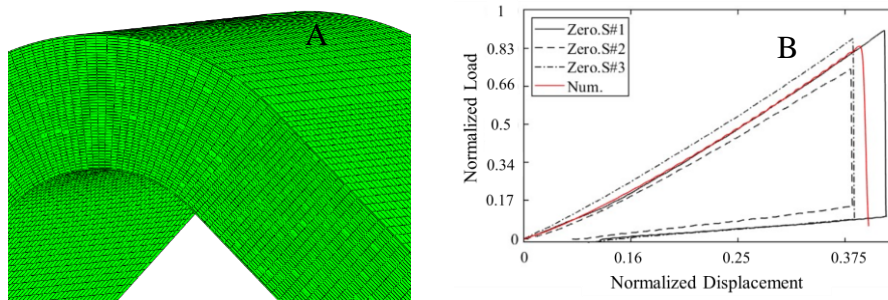 A
B
Zero.S#1
Zero.S#2
Zero.S#3
Num.
Normalized Load
1
0.83
0.66
0.5
0.34
0.17
0
0 0.16 0.25 0.375
Normalized Displacement